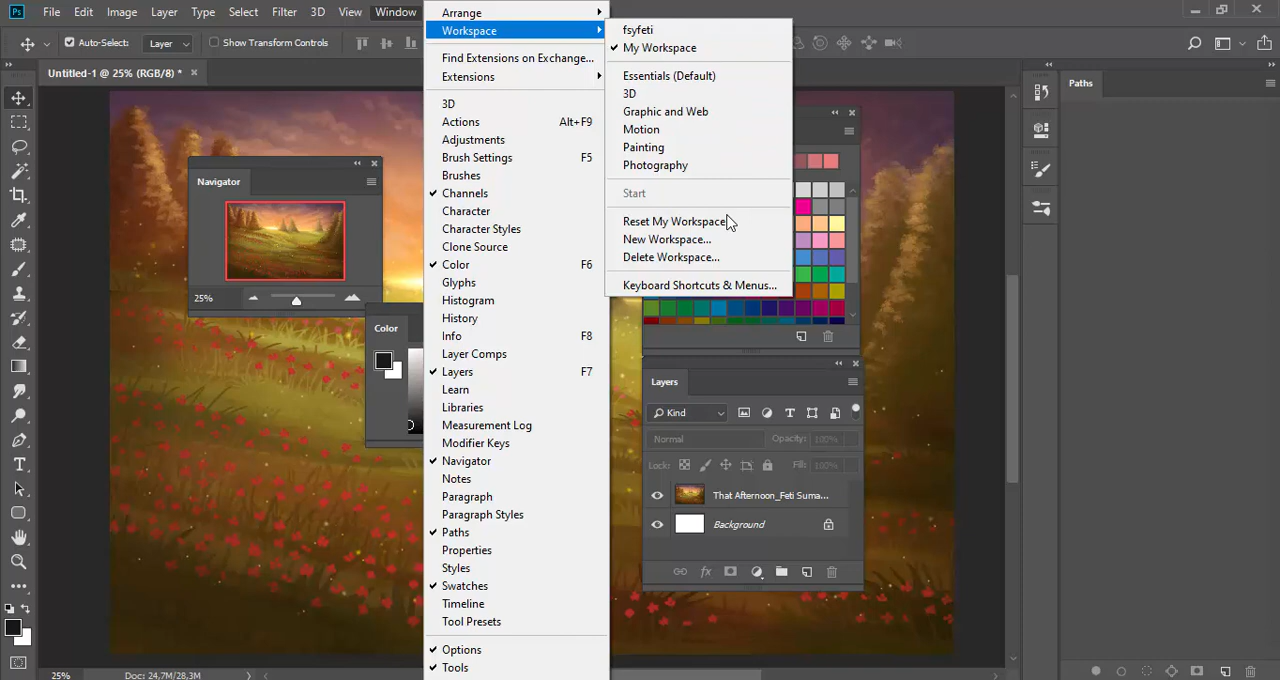 Ps File Edit Image Layer Type Select Filter 3D View Window
Auto-Select: Layer Show Transform Controls
Untitled-1 @ 25% (RGB/8) *
Navigator
25%
Color
Arrange
Workspace
Find Extensions on Exchange...
Extensions
3D
Actions Alt+F9
Adjustments
Brush Settings F5
Brushes
Channels
Character
Character Styles
Clone Source
Color F6
Glyphs
Histogram
History
Info F8
Layer Comps
Layers F7
Learn
Libraries
Measurement Log
Modifier Keys
Navigator
Notes
Paragraph
Paragraph Styles
Paths
Properties
Styles
Swatches
Timeline
Tool Presets
Options
Tools
fsyfeti
My Workspace
Essentials (Default)
3D
Graphic and Web
Motion
Painting
Photography
Start
Reset My Workspace
New Workspace...
Delete Workspace...
Keyboard Shortcuts & Menus...
Layers
Kind
Normal Opacity: 100%
Lock: Fill: 100%
That Afternoon_Feti Suma...
Background
Paths
25% Doc: 24,7M/28,3M